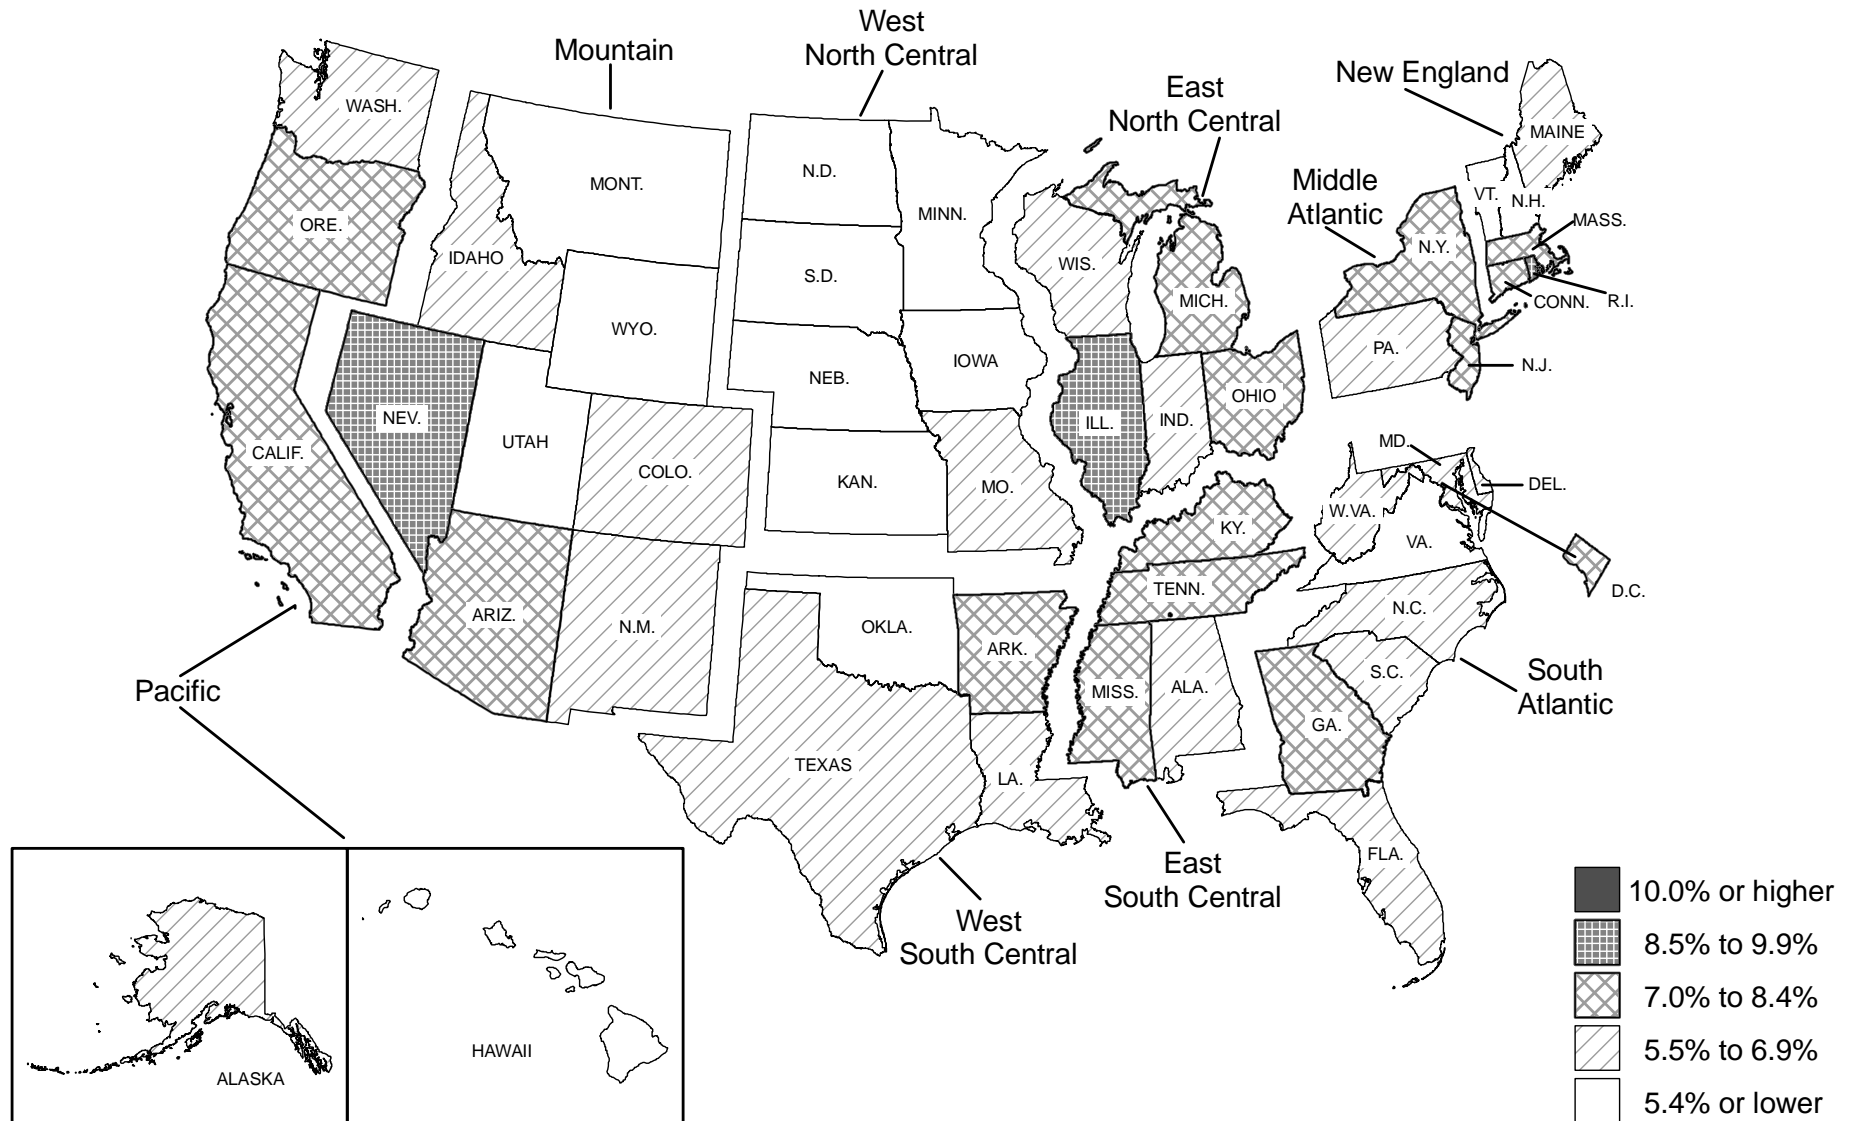 West
North Central
Mountain
New England
East
North Central
WASH.
MAINE
N.D.
MONT.
Middle
Atlantic
VT.
N.H.
MINN.
MASS.
ORE.
N.Y.
IDAHO
WIS.
S.D.
MICH.
CONN.
R.I.
WYO.
PA.
IOWA
N.J.
NEB.
OHIO
NEV.
ILL.
IND.
UTAH
MD.
CALIF.
COLO.
KAN.
MO.
DEL.
W.VA.
KY.
VA.
TENN.
D.C.
N.C.
ARIZ.
N.M.
OKLA.
ARK.
S.C.
South
Atlantic
Pacific
MISS.
ALA.
GA.
TEXAS
LA.
FLA.
East
South Central
West
South Central
10.0% or higher
8.5% to 9.9%
7.0% to 8.4%
5.5% to 6.9%
5.4% or lower
HAWAII
ALASKA